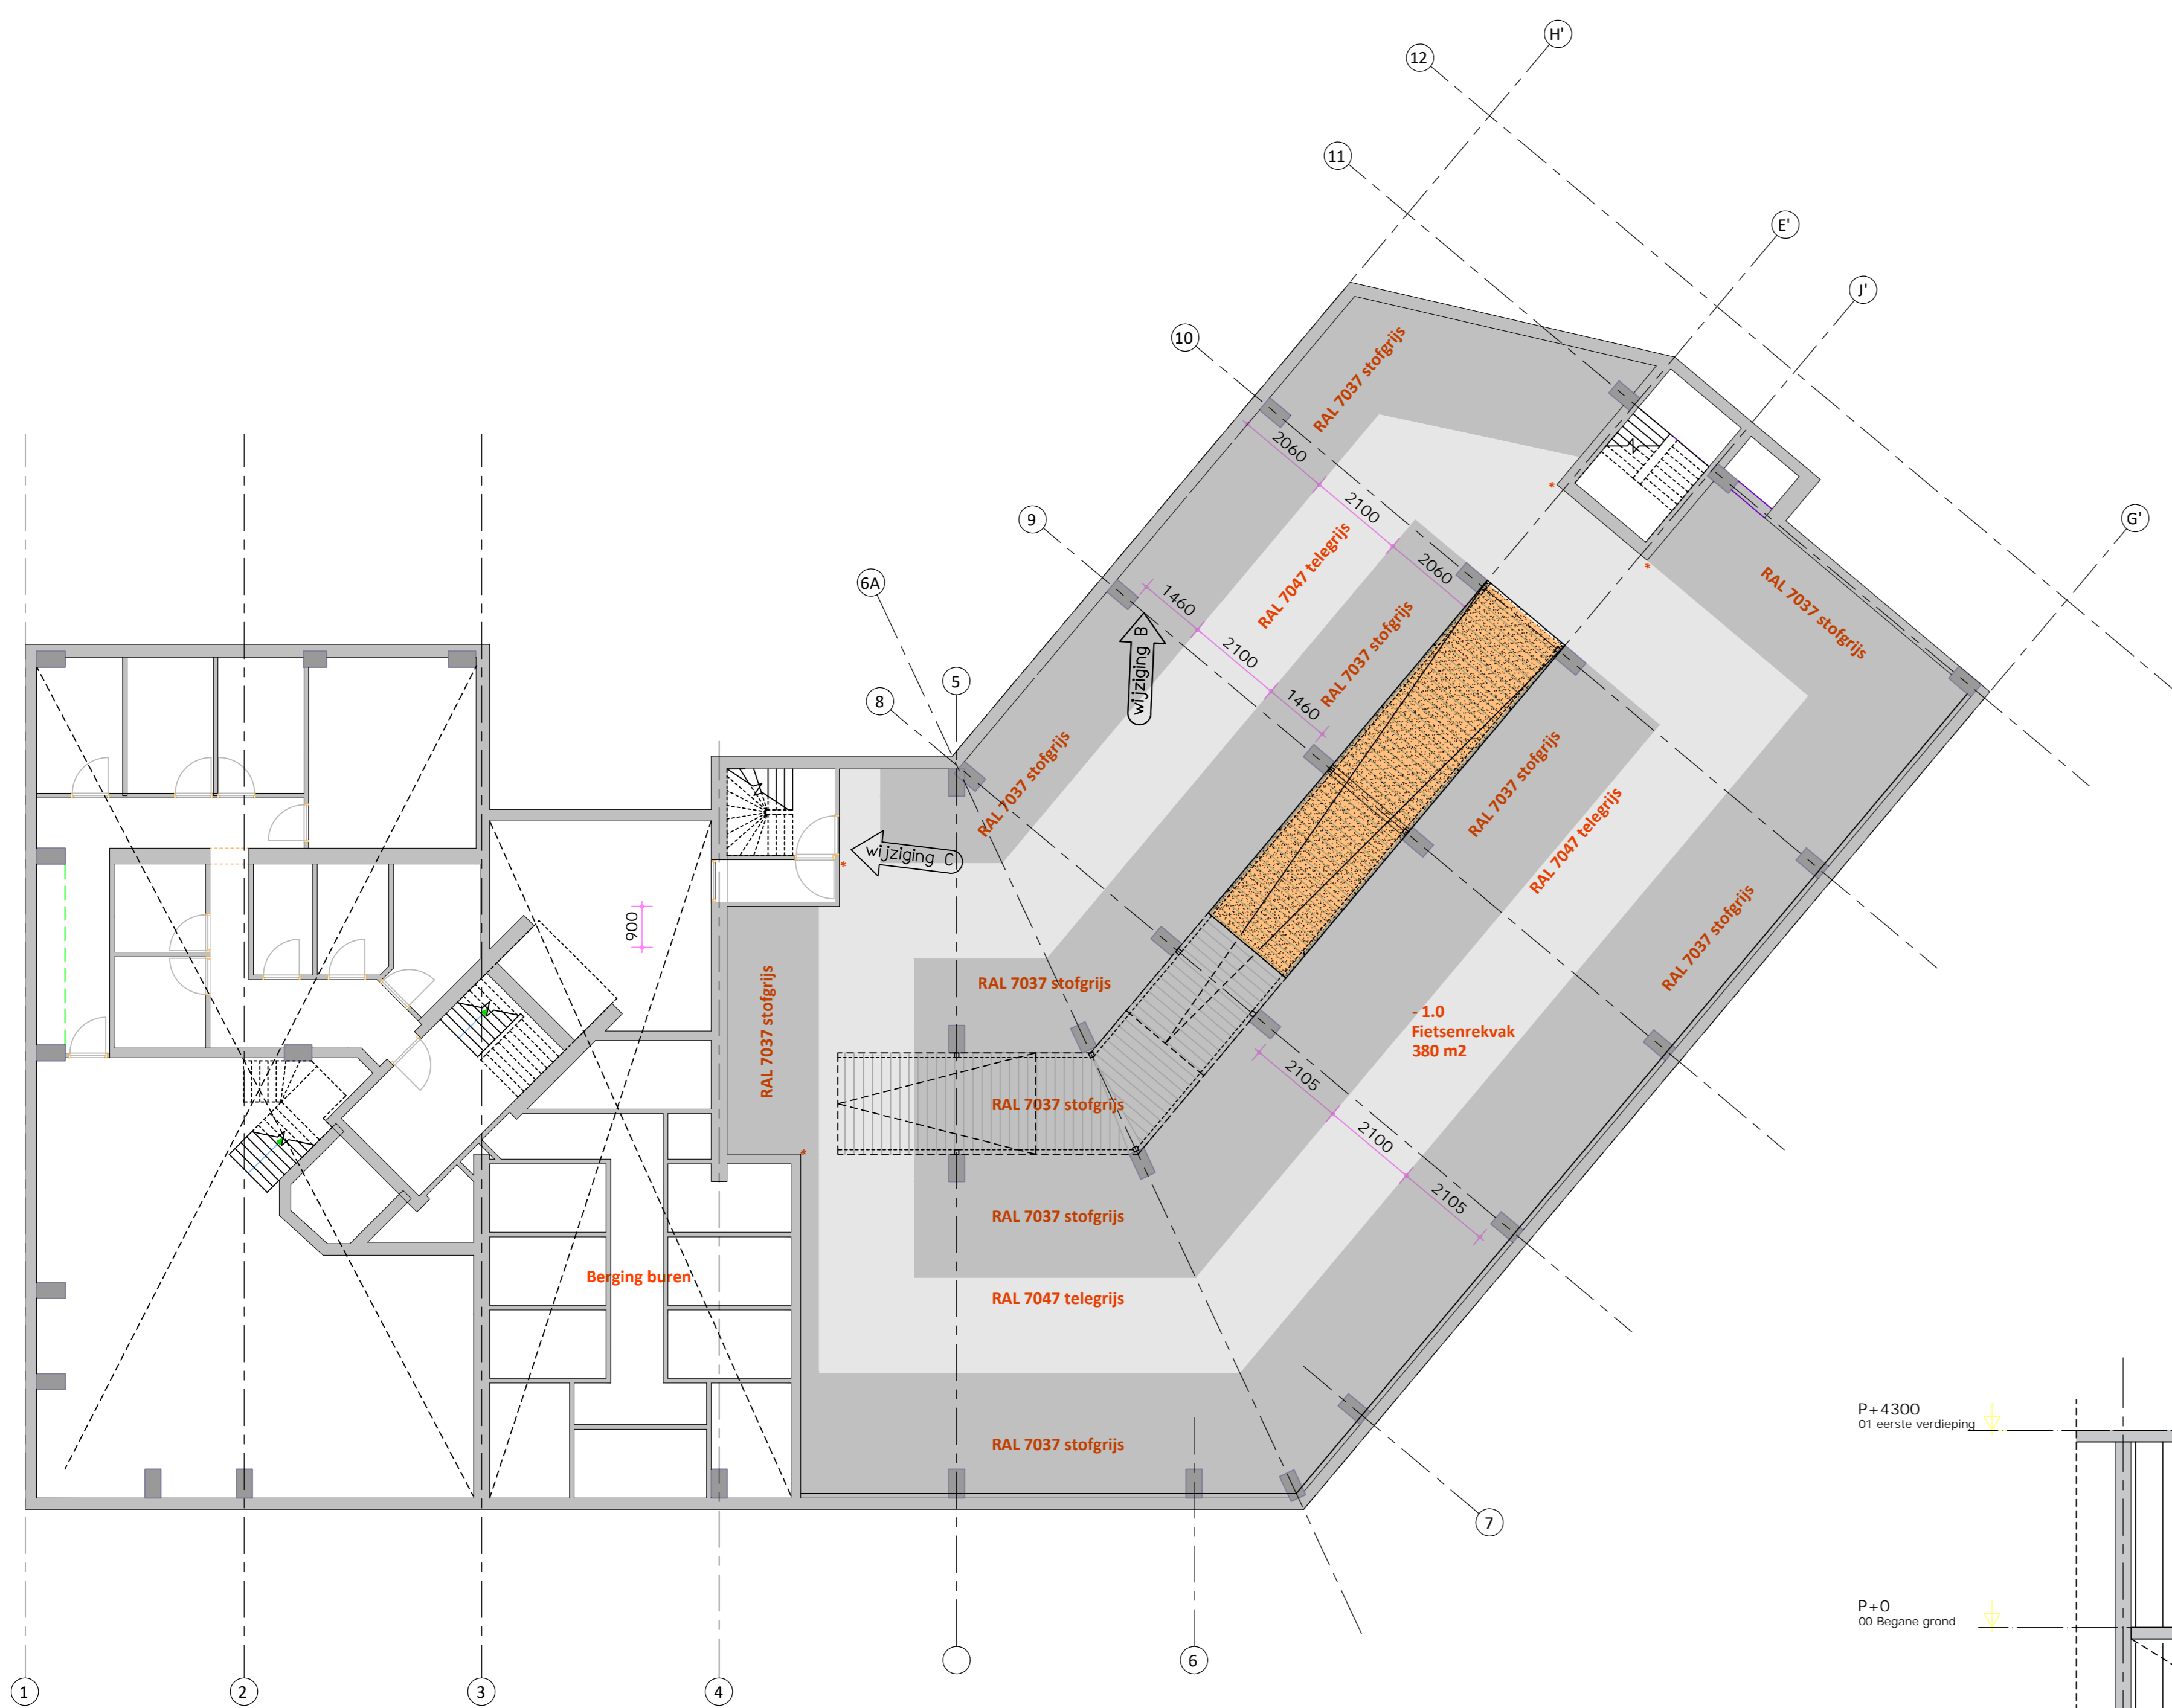 H'
12
11
E'
J'
10
RAL 7037 stofgrijs
2060
2100
2060
9
G'
RAL 7047 telegrijs
RAL 7037 stofgrijs
6A
1460
2100
1460
wijziging B
RAL 7037 stofgrijs
5
8
RAL 7037 stofgrijs
RAL 7037 stofgrijs
RAL 7047 telegrijs
wijziging C
900
RAL 7037 stofgrijs
RAL 7037 stofgrijs
RAL 7037 stofgrijs
- 1.0
Fietsenrekvak
380 m2
2105
2100
2105
RAL 7037 stofgrijs
RAL 7037 stofgrijs
Berging buren
RAL 7047 telegrijs
RAL 7037 stofgrijs
P+4300
01 eerste verdieping
7
P+0
00 Begane grond
6
1
2
3
4